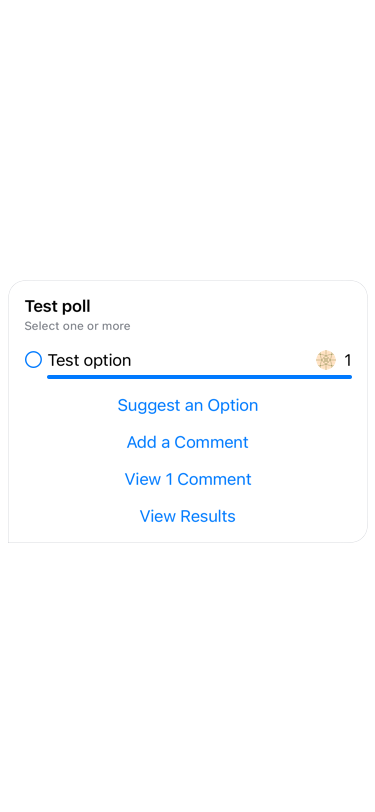 Test poll
Select one or more
Test option 1
Suggest an Option
Add a Comment
View 1 Comment
View Results